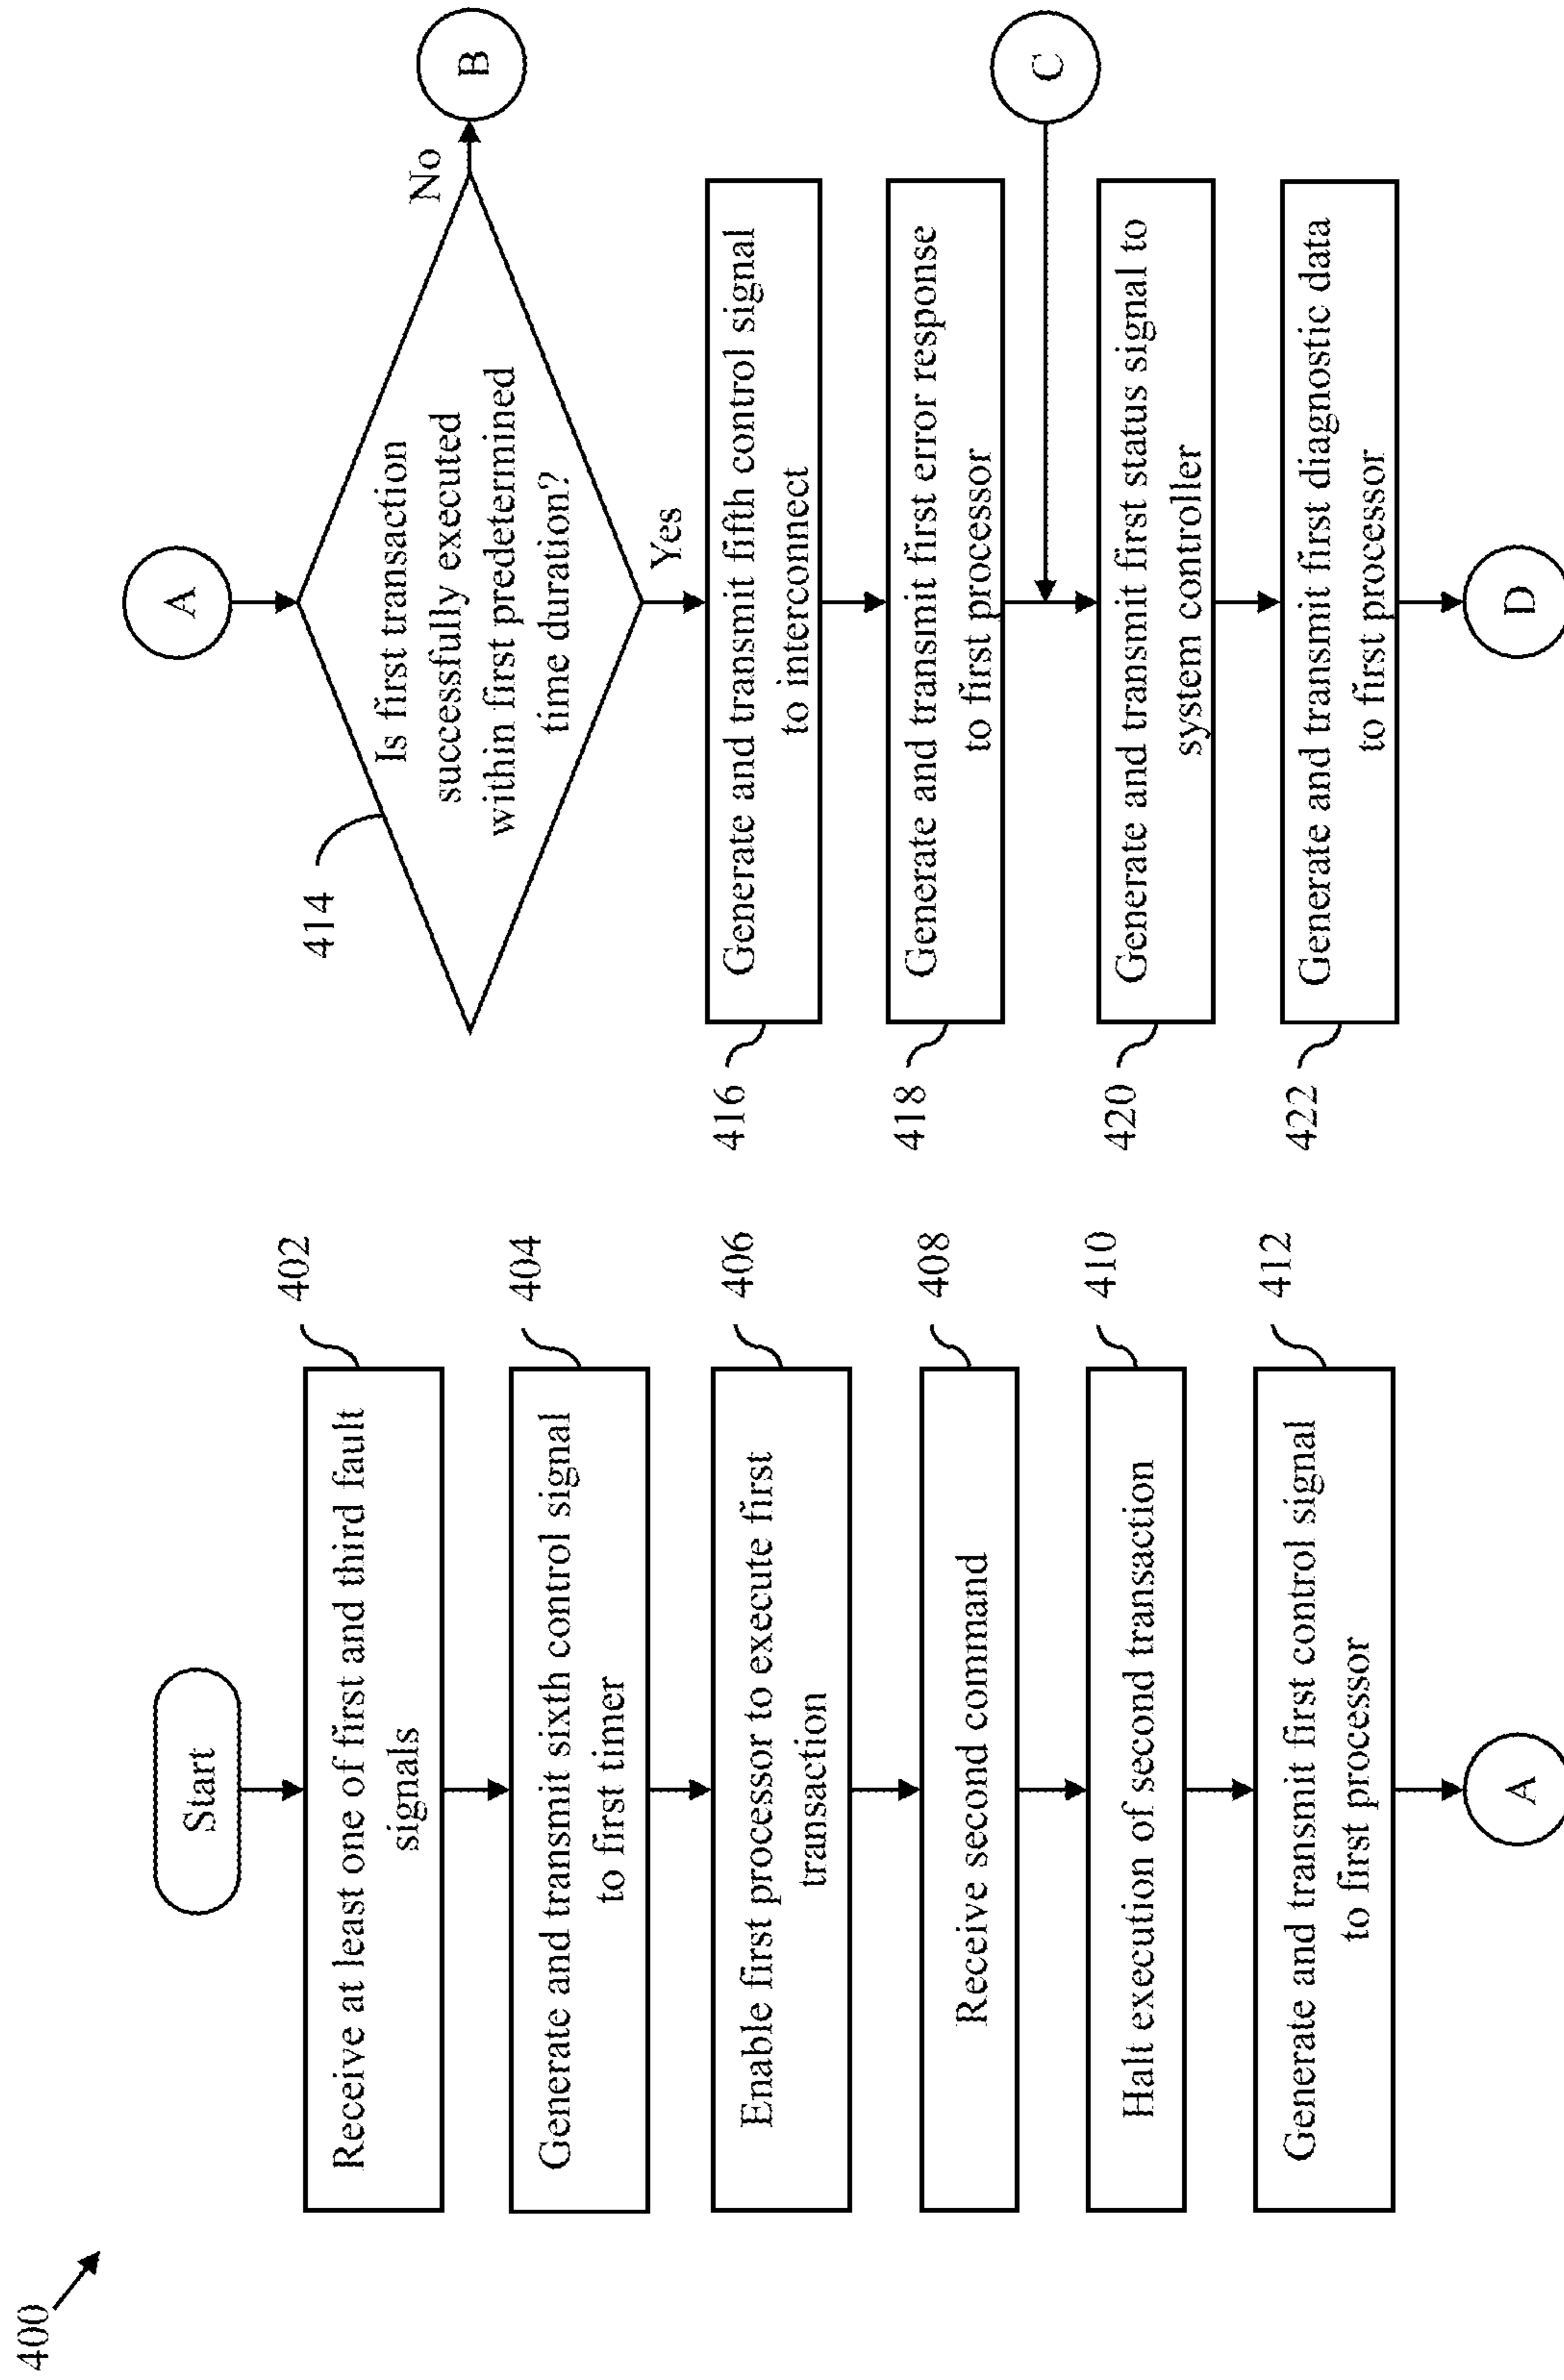 400
Start
402
Receive at least one of first and third fault
signals
404
Generate and transmit sixth control signal
to first timer
406
Enable first processor to execute first
transaction
408
Receive second command
410
Halt execution of second transaction
412
Generate and transmit first control signal
to first processor
A
A
414
Is first transaction
successfully executed
within first predetermined
time duration?
No
B
Yes
416
Generate and transmit fifth control signal
to interconnect
418
Generate and transmit first error response
to first processor
C
420
Generate and transmit first status signal to
system controller
422
Generate and transmit first diagnostic data
to first processor
D